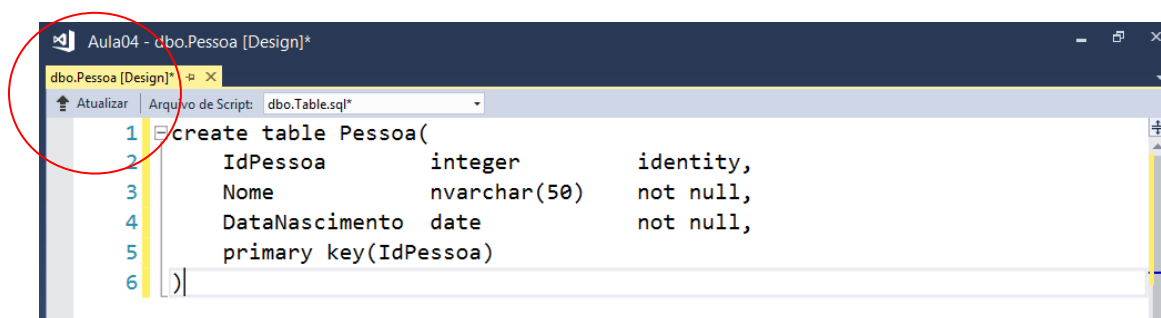 Aula04 - dbo.Pessoa [Design]*
dbo.Pessoa [Design]*
Atualizar Arquivo de Script: dbo.Table.sql*
1 create table Pessoa(
2 IdPessoa integer identity,
3 Nome nvarchar(50) not null,
4 DataNascimento date not null,
5 primary key(IdPessoa)
6 )